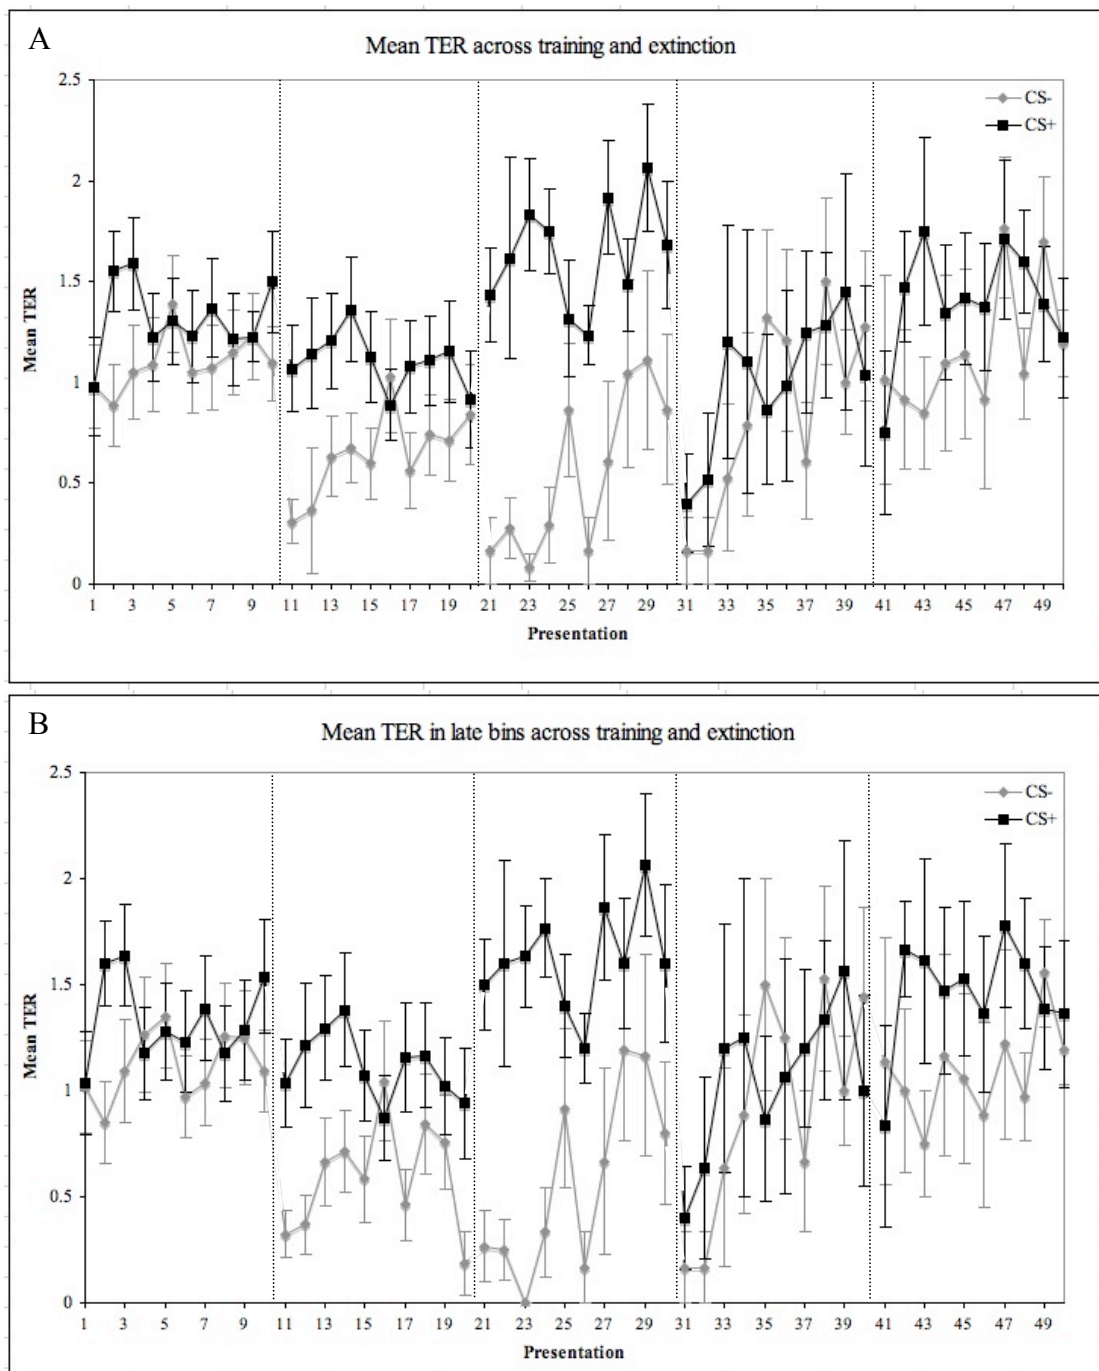 A
Mean TER across training and extinction
2.5
CS-
CS+
2
1.5
Mean TER
1
0.5
0
1 3 5 7 9 11 13 15 17 19 21 23 25 27 29 31 33 35 37 39 41 43 45 47 49
Presentation
B
Mean TER in late bins across training and extinction
2.5
CS-
CS+
2
1.5
Mean TER
1
0.5
0
1 3 5 7 9 11 13 15 17 19 21 23 25 27 29 31 33 35 37 39 41 43 45 47 49
Presentation